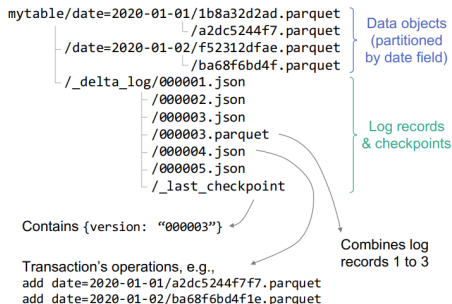 mytable/date=2020-01-01/1b8a32d2ad.parquet
/a2dc5244f7.parquet
/date=2020-01-02/f52312dfae.parquet
/ba68f6bd4f.parquet
/_delta_log/000001.json
/000002.json
/000003.json
/000003.parquet
/000004.json
/000005.json
/_last_checkpoint
Data objects
(partitioned
by date field)
Log records
& checkpoints
Contains {version: “000003”}
Combines log
records 1 to 3
Transaction's operations, e.g.,
add date=2020-01-01/a2dc5244f7f7.parquet
add date=2020-01-02/ba68f6bd4f1e.parquet